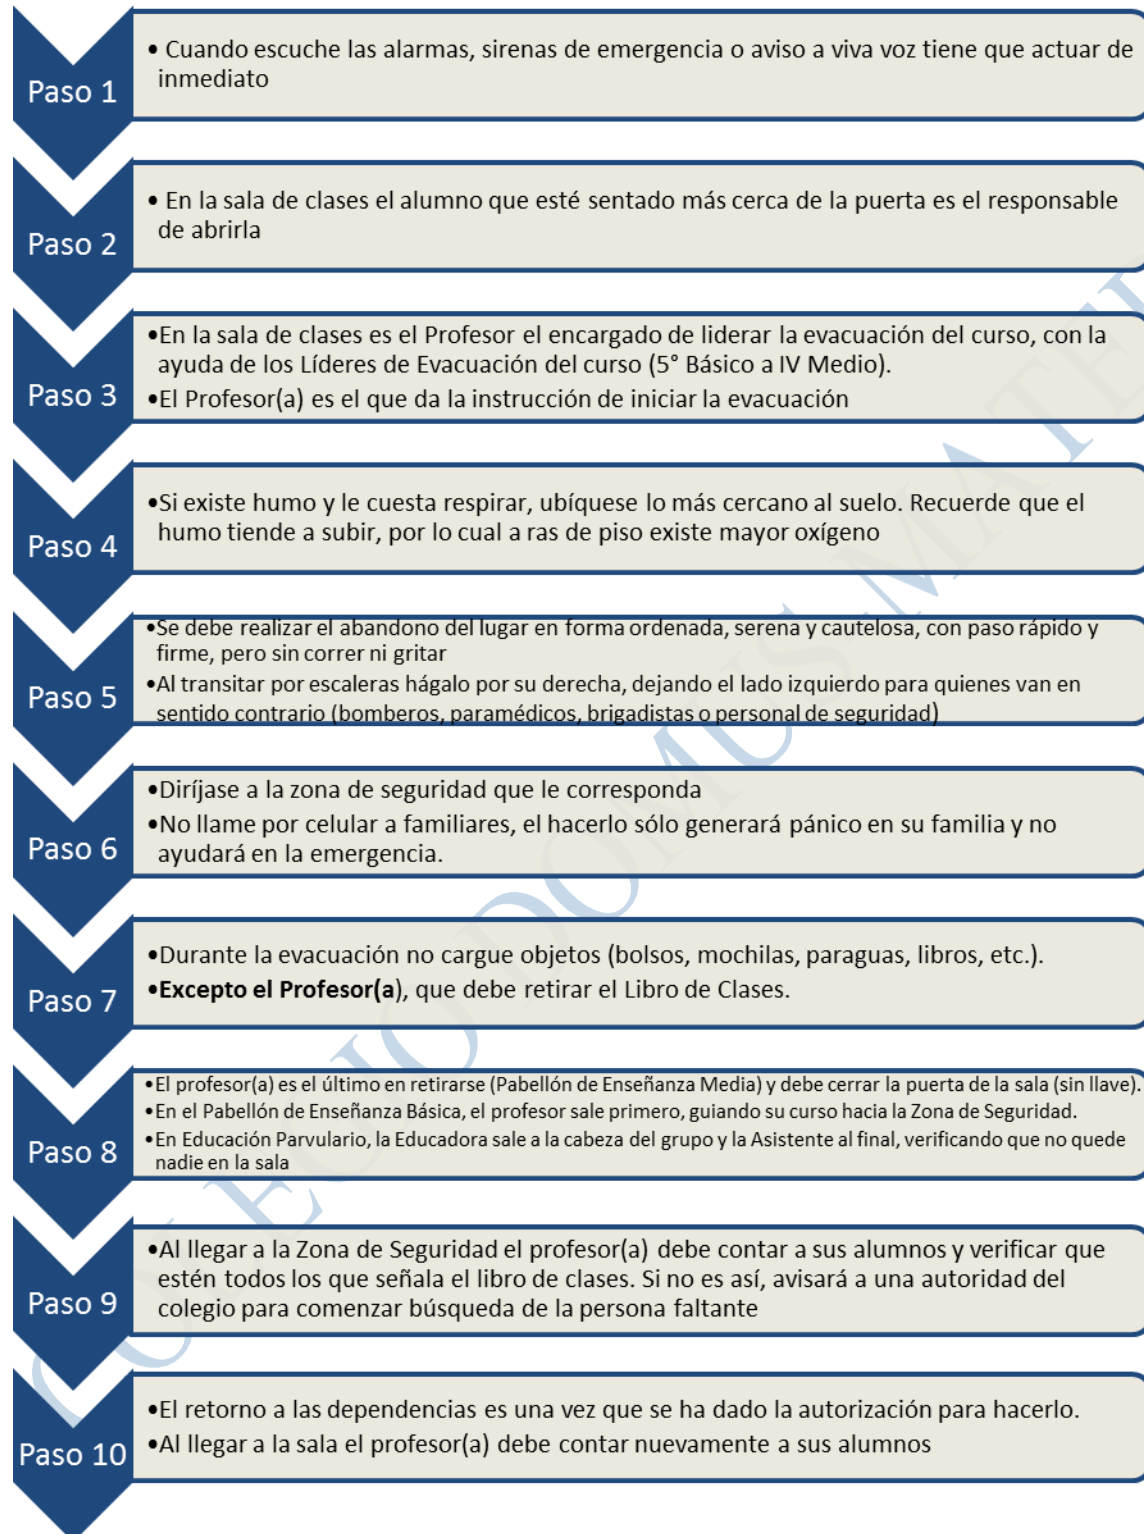 Paso 1
• Cuando escuche las alarmas, sirenas de emergencia o aviso a viva voz tiene que actuar de
inmediato
Paso 2
• En la sala de clases el alumno que esté sentado más cerca de la puerta es el responsable
de abrirla
Paso 3
•En la sala de clases es el Profesor el encargado de liderar la evacuación del curso, con la
ayuda de los Líderes de Evacuación del curso (5° Básico a IV Medio).
•El Profesor(a) es el que da la instrucción de iniciar la evacuación
Paso 4
•Si existe humo y le cuesta respirar, ubíquese lo más cercano al suelo. Recuerde que el
humo tiende a subir, por lo cual a ras de piso existe mayor oxígeno
Paso 5
•Se debe realizar el abandono del lugar en forma ordenada, serena y cautelosa, con paso rápido y
firme, pero sin correr ni gritar
•Al transitar por escaleras hágalo por su derecha, dejando el lado izquierdo para quienes van en
sentido contrario (bomberos, paramédicos, brigadistas o personal de seguridad)
Paso 6
•Diríjase a la zona de seguridad que le corresponda
•No llame por celular a familiares, el hacerlo sólo generará pánico en su familia y no
ayudará en la emergencia.
Paso 7
•Durante la evacuación no cargue objetos (bolsos, mochilas, paraguas, libros, etc.).
•Excepto el Profesor(a), que debe retirar el Libro de Clases.
Paso 8
•El profesor(a) es el último en retirarse (Pabellón de Enseñanza Media) y debe cerrar la puerta de la sala (sin llave).
•En el Pabellón de Enseñanza Básica, el profesor sale primero, guiando su curso hacia la Zona de Seguridad.
•En Educación Parvulario, la Educadora sale a la cabeza del grupo y la Asistente al final, verificando que no quede
nadie en la sala
Paso 9
•Al llegar a la Zona de Seguridad el profesor(a) debe contar a sus alumnos y verificar que
estén todos los que señala el libro de clases. Si no es así, avisará a una autoridad del
colegio para comenzar búsqueda de la persona faltante
Paso 10
•El retorno a las dependencias es una vez que se ha dado la autorización para hacerlo.
•Al llegar a la sala el profesor(a) debe contar nuevamente a sus alumnos
COLEGIO DOMUS-MATER